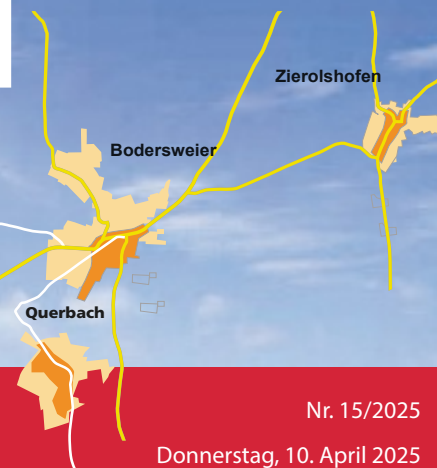 Zierolshofen
Bodersweier
Querbach
Nr. 15/2025
Donnerstag, 10. April 2025